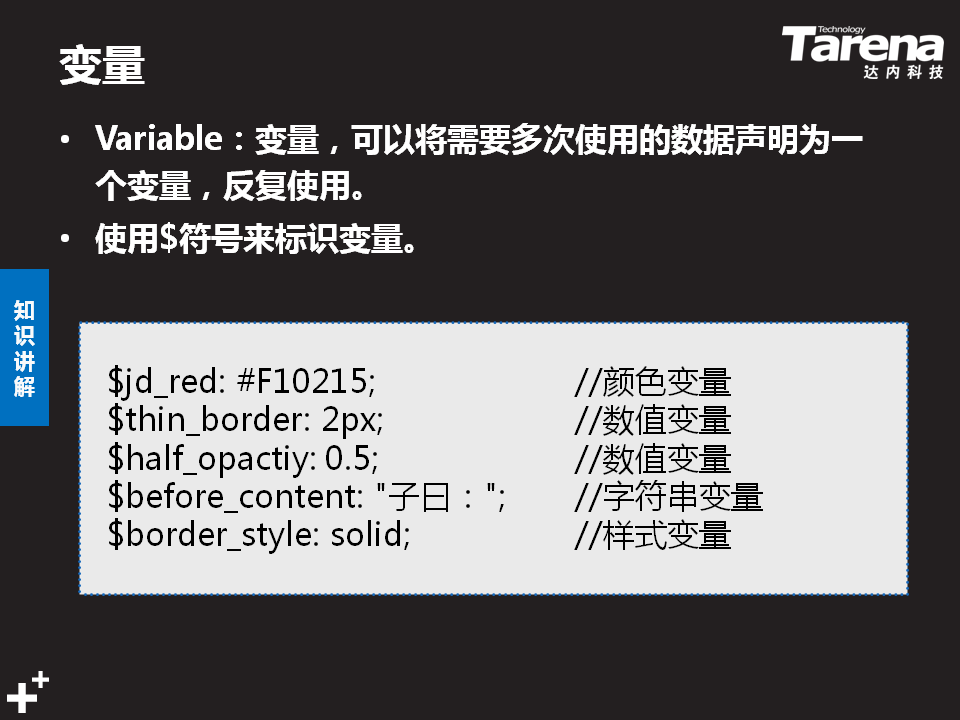 变量
Technology
Tarena
达内科技
• Variable：变量，可以将需要多次使用的数据声明为一
个变量，反复使用。
• 使用$符号来标识变量。
知识讲解
$jd_red: #F10215; //颜色变量
$thin_border: 2px; //数值变量
$half_opactiy: 0.5; //数值变量
$before_content: "子曰："; //字符串变量
$border_style: solid; //样式变量